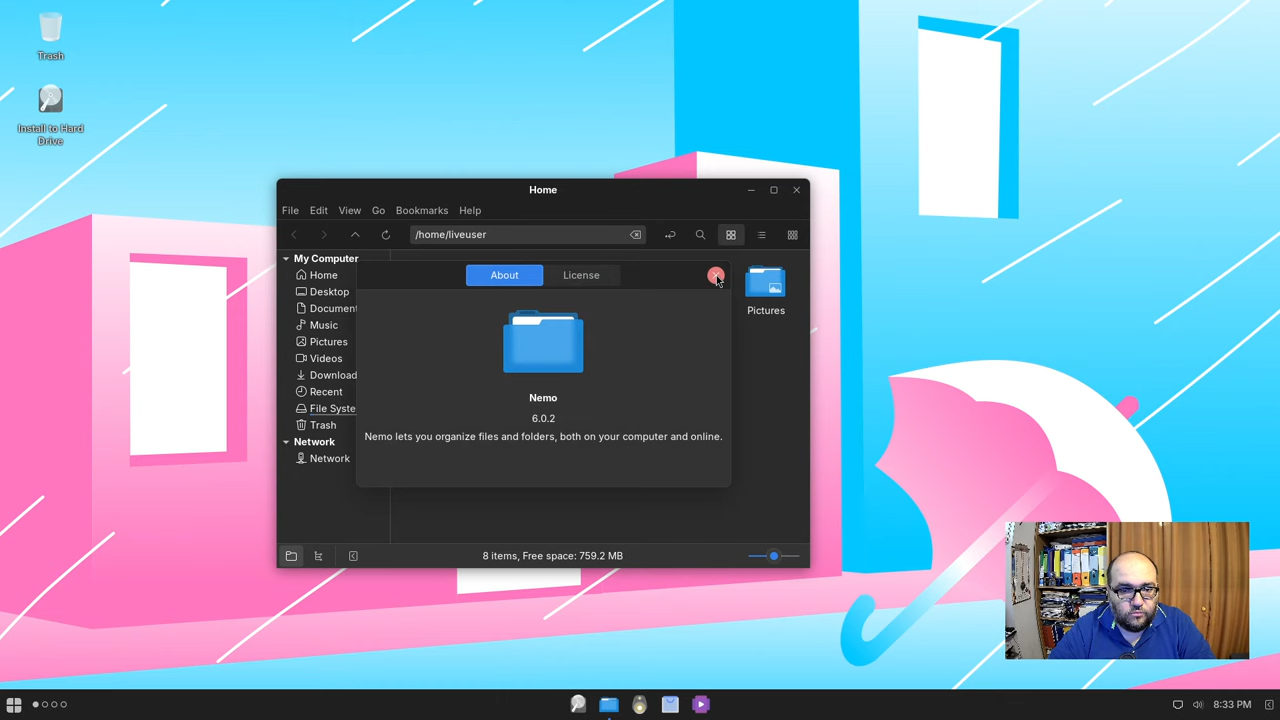 Trash
Install to Hard
Drive
Home
File Edit View Go Bookmarks Help
/home/liveuser
My Computer
Home
Desktop
Document
Music
Pictures
Videos
Download
Recent
File Syste
Trash
Network
Network
About License
Nemo
6.0.2
Nemo lets you organize files and folders, both on your computer and online.
Pictures
8 items, Free space: 759.2 MB
8:33 PM